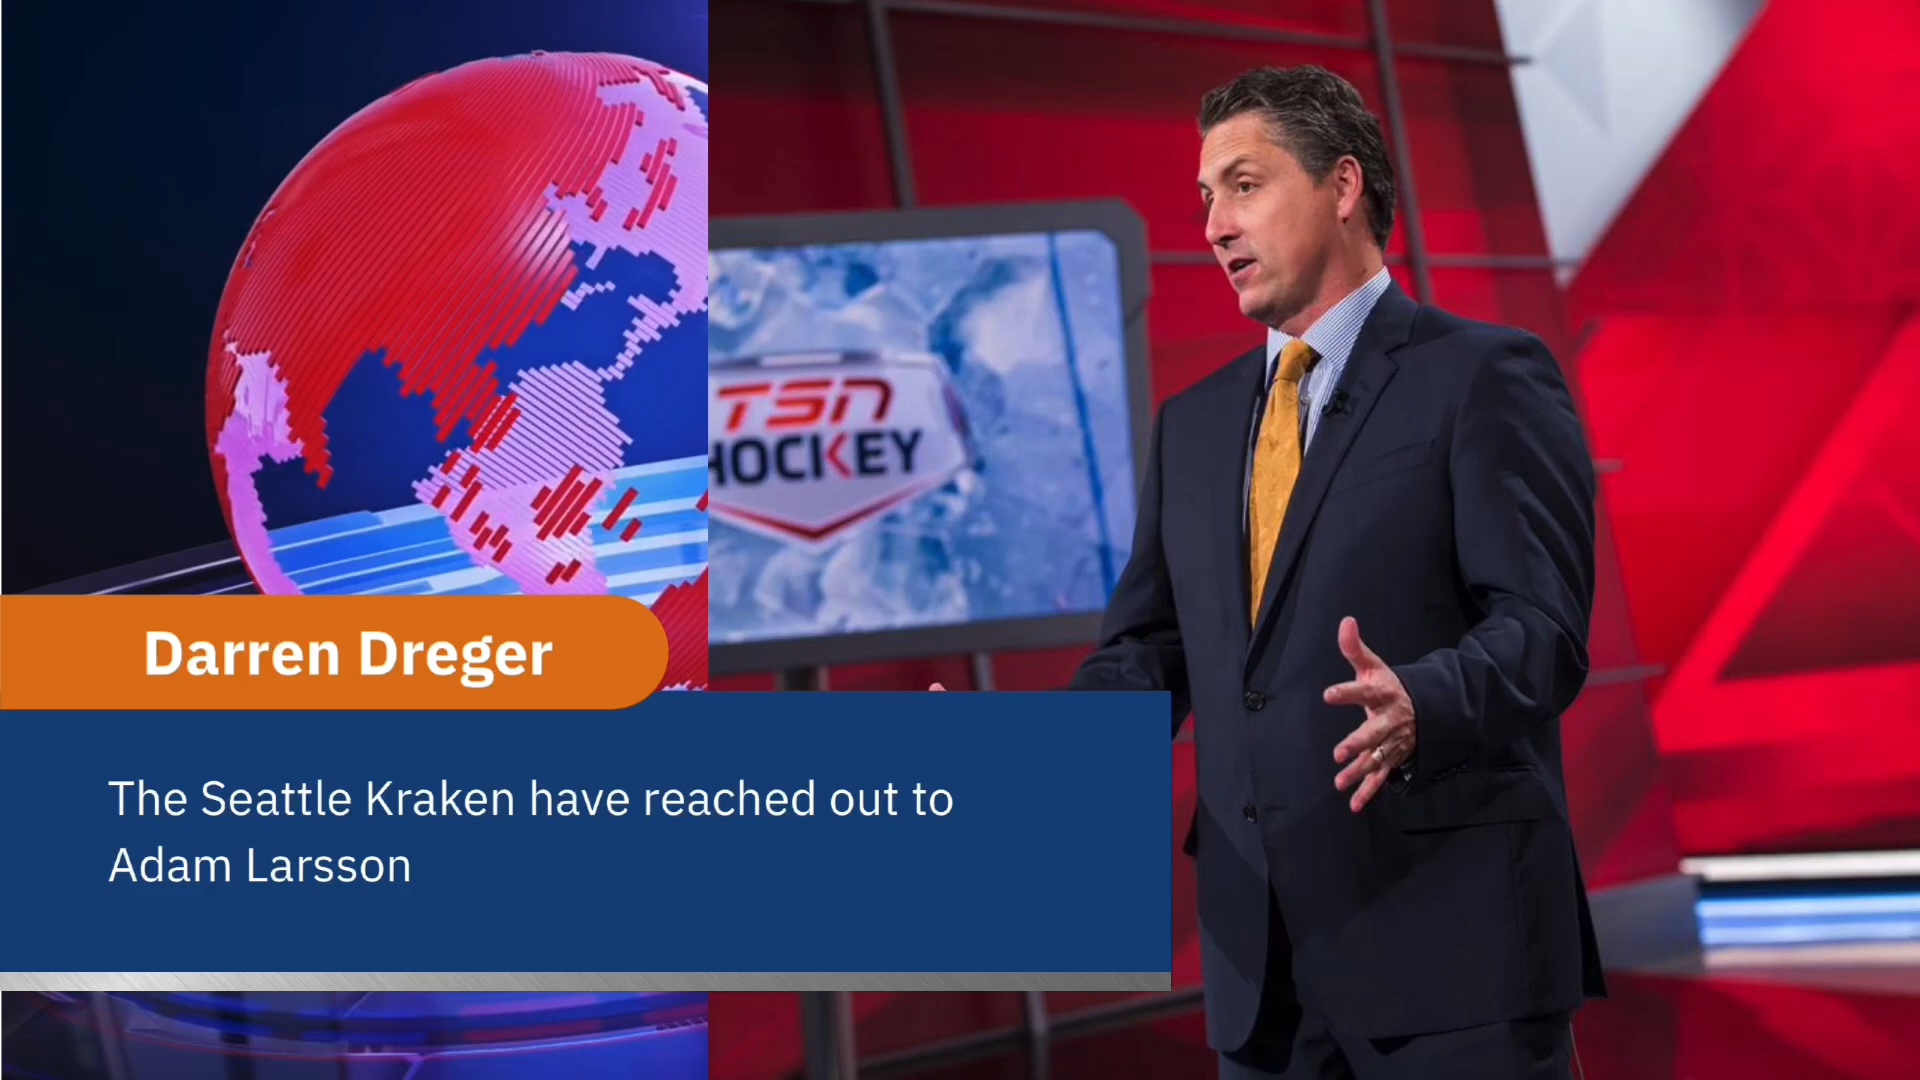 TSN
HOCKEY
Darren Dreger
The Seattle Kraken have reached out to
Adam Larsson